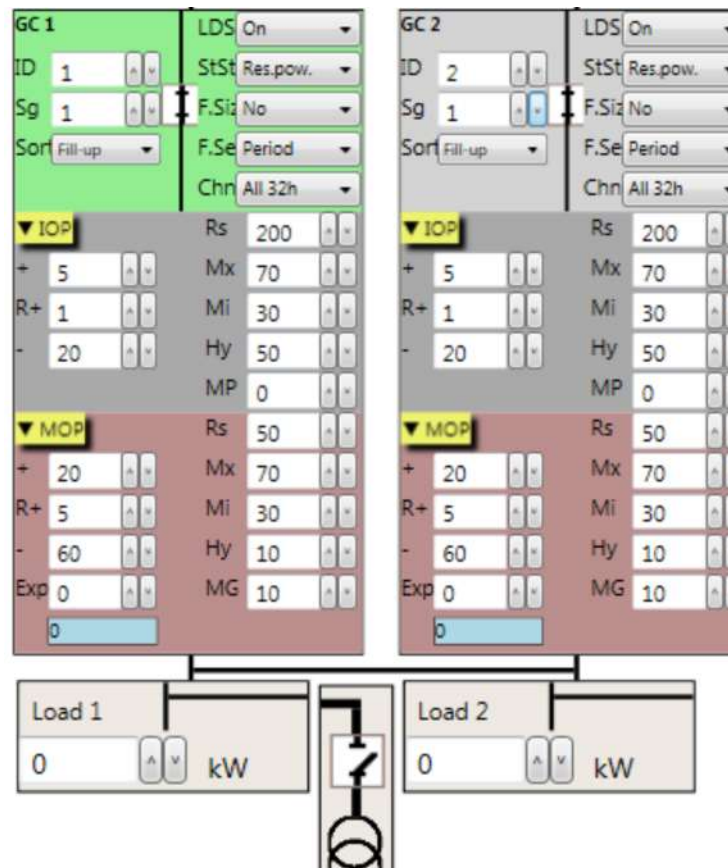 GC 1 LDS On
ID 1 StSt Res.pow.
Sg 1 F.Siz No
Sort Fill-up F.Se Period
Chn All 32h
▼ IOP Rs 200
+ 5 Mx 70
R+ 1 Mi 30
- 20 Hy 50
MP 0
▼ MOP Rs 50
+ 20 Mx 70
R+ 5 Mi 30
- 60 Hy 10
Exp 0 MG 10
0
GC 2 LDS On
ID 2 StSt Res.pow.
Sg 1 F.Siz No
Sort Fill-up F.Se Period
Chn All 32h
▼ IOP Rs 200
+ 5 Mx 70
R+ 1 Mi 30
- 20 Hy 50
MP 0
▼ MOP Rs 50
+ 20 Mx 70
R+ 5 Mi 30
- 60 Hy 10
Exp 0 MG 10
0
Load 1
0 kW
Load 2
0 kW